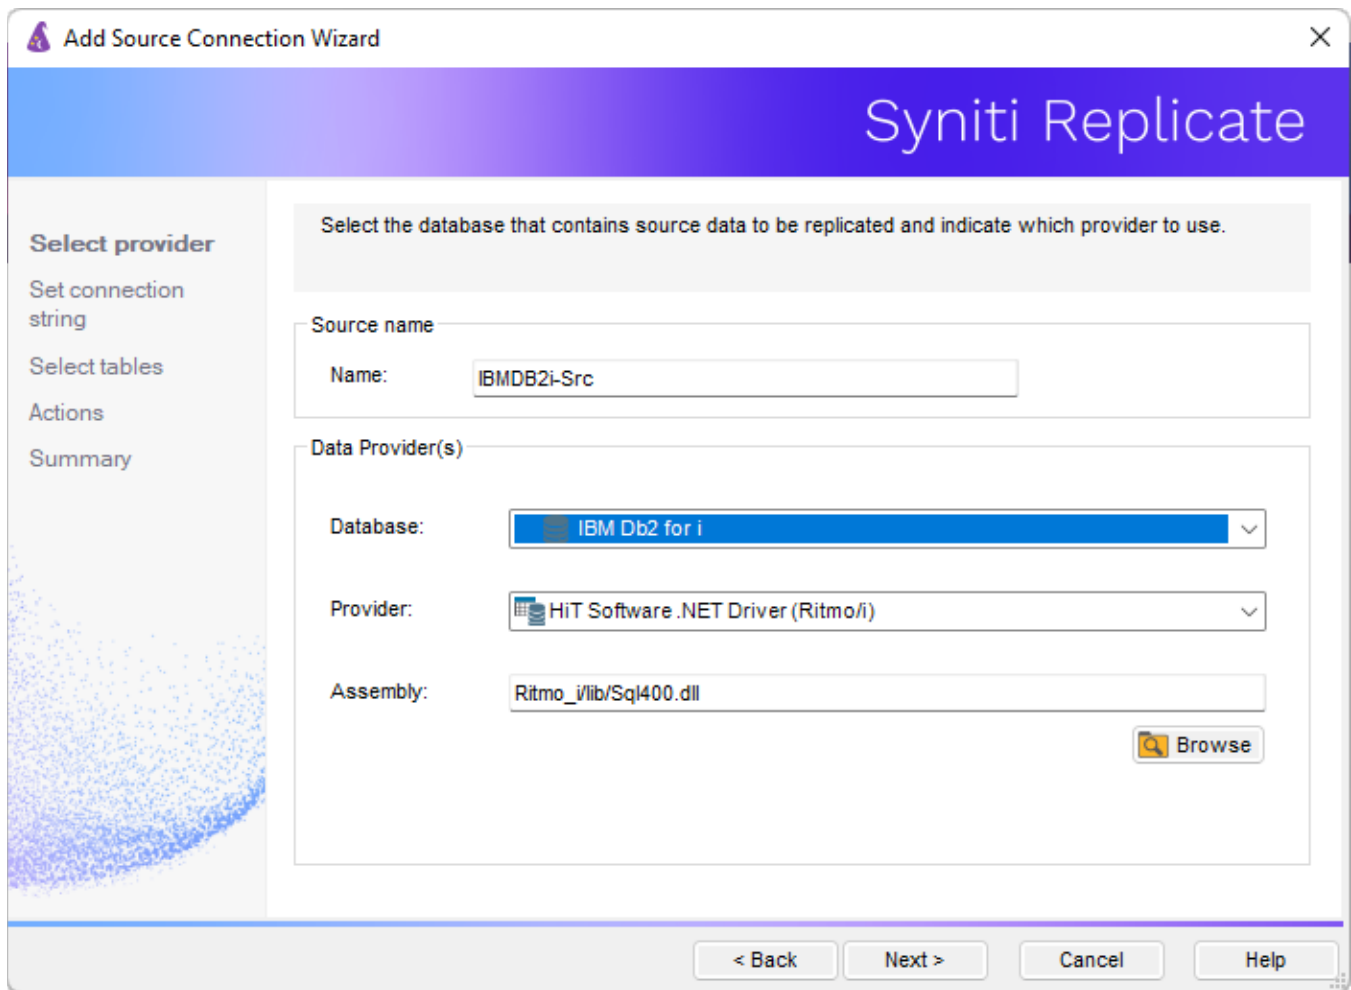 Add Source Connection Wizard
Syniti Replicate
Select provider
Set connection
string
Select tables
Actions
Summary
Select the database that contains source data to be replicated and indicate which provider to use.
Source name
Name:
IBMDB2i-Src
Data Provider(s)
Database:
IBM Db2 for i
Provider:
HiT Software .NET Driver (Ritmo/i)
Assembly:
Ritmo_i/lib/Sql400.dll
Browse
< Back
Next >
Cancel
Help